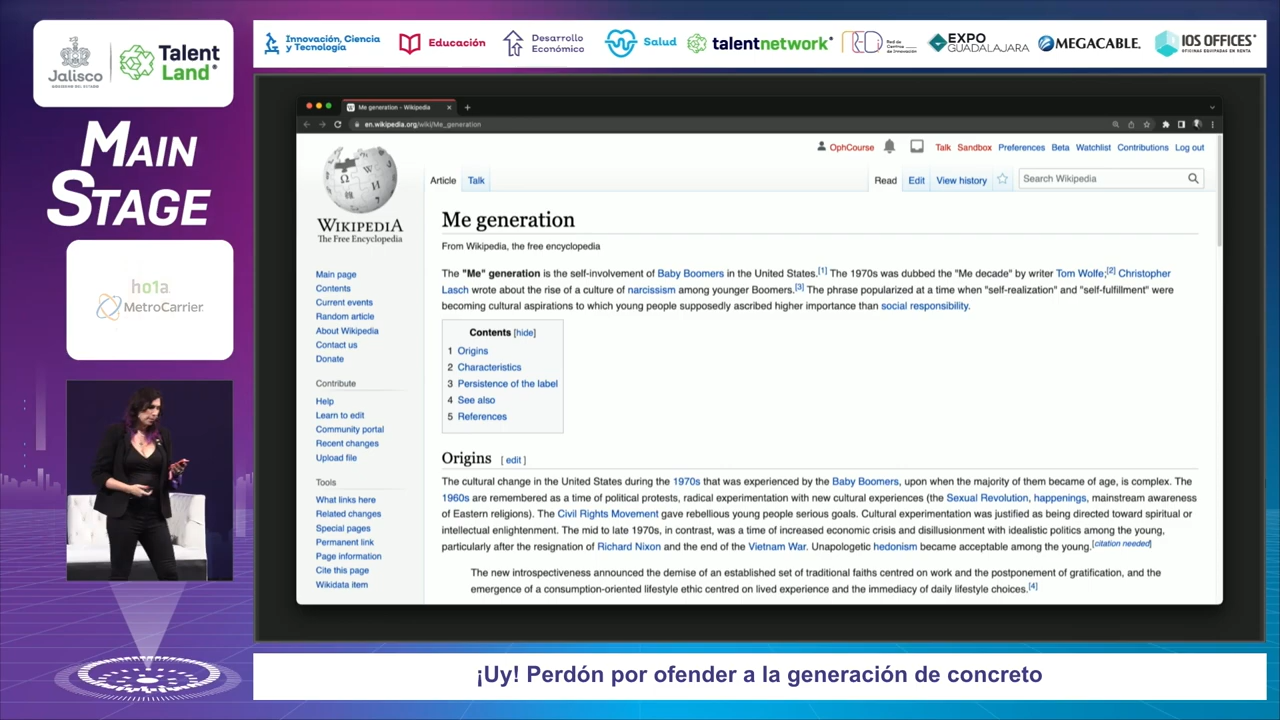 Jalisco
GOBIERNO DEL ESTADO
Talent
Land
Innovación, Ciencia
y Tecnología
Educación
Desarrollo
Económico
Salud
talentnetwork
Red de
Centros
de Innovación
EXPO
GUADALAJARA
MEGACABLE.
IOS OFFICES
OFICINAS EQUIPADAS EN RENTA
MAIN
STAGE
ho1a
MetroCarrier
Me generation - Wikipedia
en.wikipedia.org/wiki/Me_generation
OphCourse Talk Sandbox Preferences Beta Watchlist Contributions Log out
Article Talk Read Edit View history Search Wikipedia
WIKIPEDIA
The Free Encyclopedia
Main page
Contents
Current events
Random article
About Wikipedia
Contact us
Donate
Contribute
Help
Learn to edit
Community portal
Recent changes
Upload file
Tools
What links here
Related changes
Special pages
Permanent link
Page information
Cite this page
Wikidata item
Me generation
From Wikipedia, the free encyclopedia
The "Me" generation is the self-involvement of Baby Boomers in the United States.[1] The 1970s was dubbed the "Me decade" by writer Tom Wolfe;[2] Christopher
Lasch wrote about the rise of a culture of narcissism among younger Boomers.[3] The phrase popularized at a time when "self-realization" and "self-fulfillment" were
becoming cultural aspirations to which young people supposedly ascribed higher importance than social responsibility.
Contents [hide]
1 Origins
2 Characteristics
3 Persistence of the label
4 See also
5 References
Origins [ edit ]
The cultural change in the United States during the 1970s that was experienced by the Baby Boomers, upon when the majority of them became of age, is complex. The
1960s are remembered as a time of political protests, radical experimentation with new cultural experiences (the Sexual Revolution, happenings, mainstream awareness
of Eastern religions). The Civil Rights Movement gave rebellious young people serious goals. Cultural experimentation was justified as being directed toward spiritual or
intellectual enlightenment. The mid to late 1970s, in contrast, was a time of increased economic crisis and disillusionment with idealistic politics among the young,
particularly after the resignation of Richard Nixon and the end of the Vietnam War. Unapologetic hedonism became acceptable among the young.[citation needed]
The new introspectiveness announced the demise of an established set of traditional faiths centred on work and the postponement of gratification, and the
emergence of a consumption-oriented lifestyle ethic centred on lived experience and the immediacy of daily lifestyle choices.[4]
¡Uy! Perdón por ofender a la generación de concreto